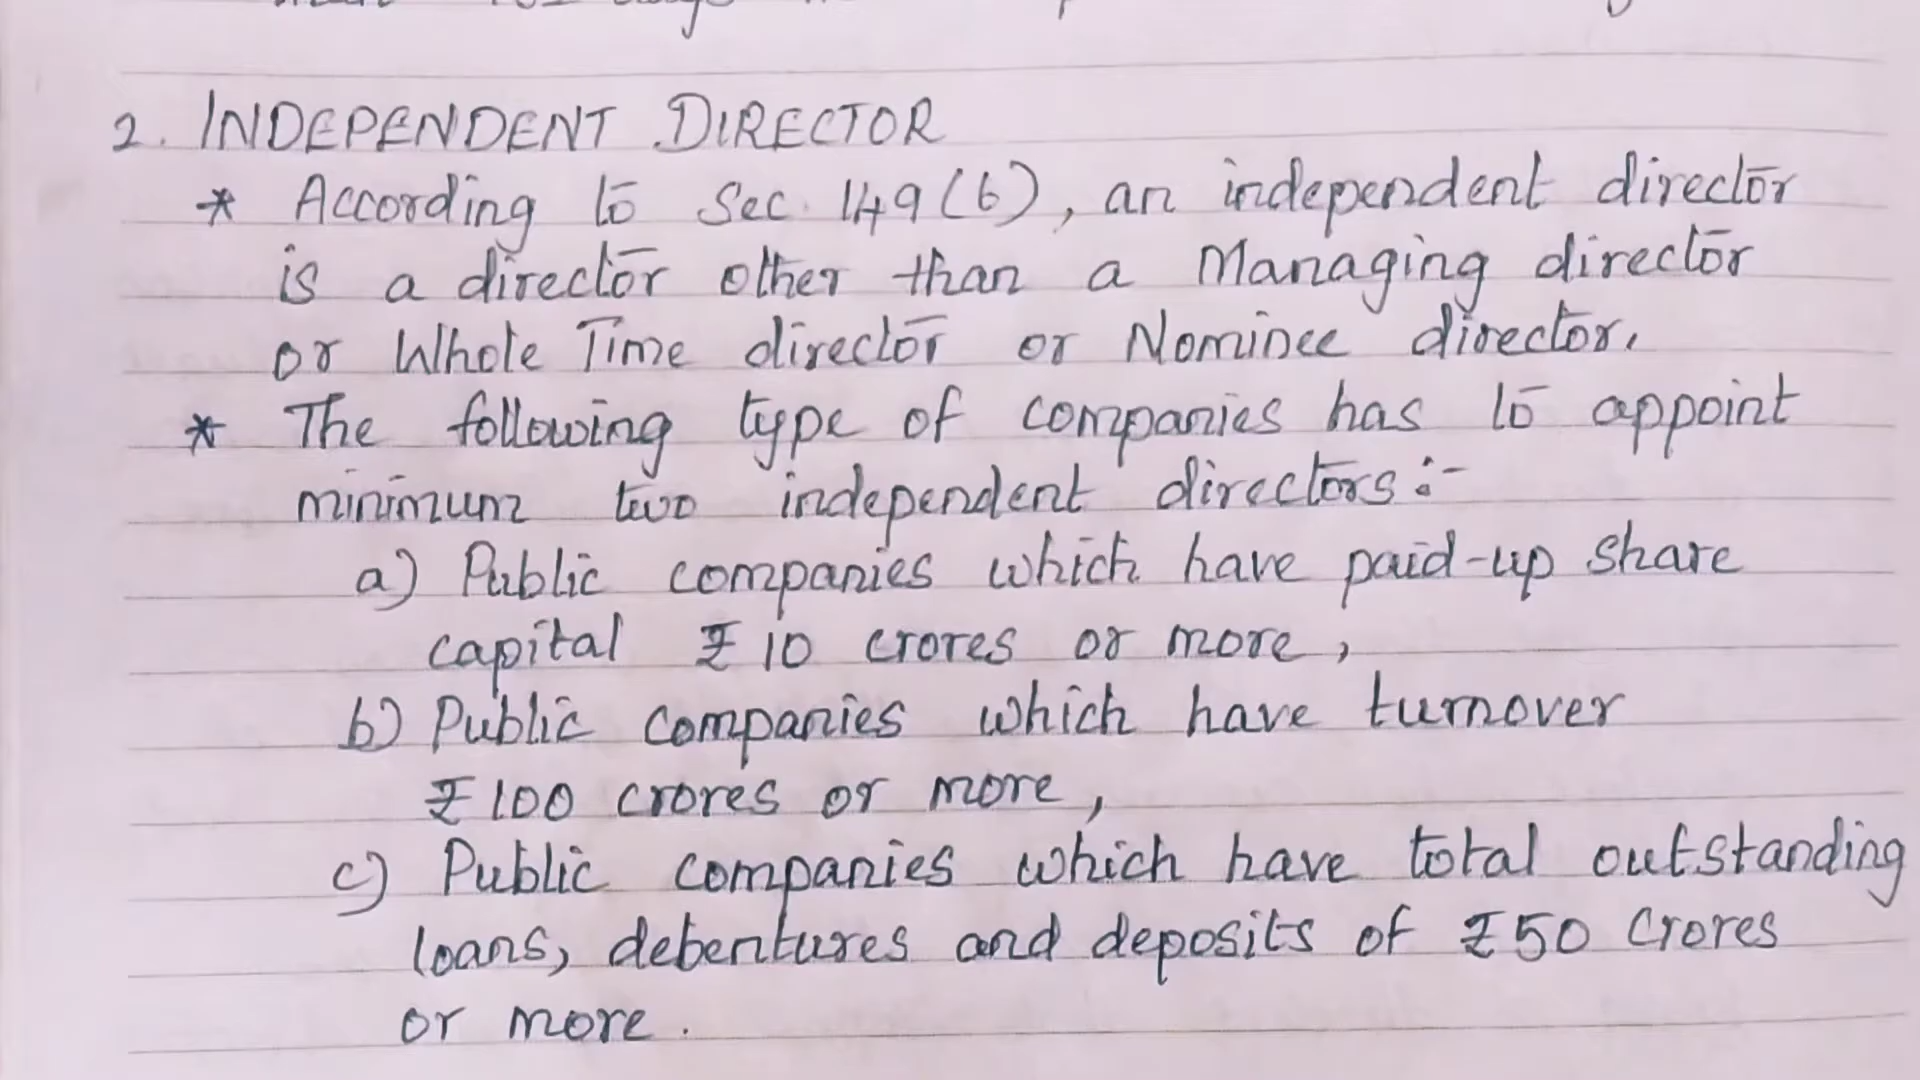 2. INDEPENDENT DIRECTOR
* According to Sec. 149(6), an independent director
is a director other than a Managing director
or Whole Time director or Nominee director.
* The following type of companies has to appoint
minimum two independent directors:-
a) Public companies which have paid-up share
capital ₹10 crores or more,
b) Public companies which have turnover
₹100 crores or more,
c) Public companies which have total outstanding
loans, debentures and deposits of ₹50 crores
or more.